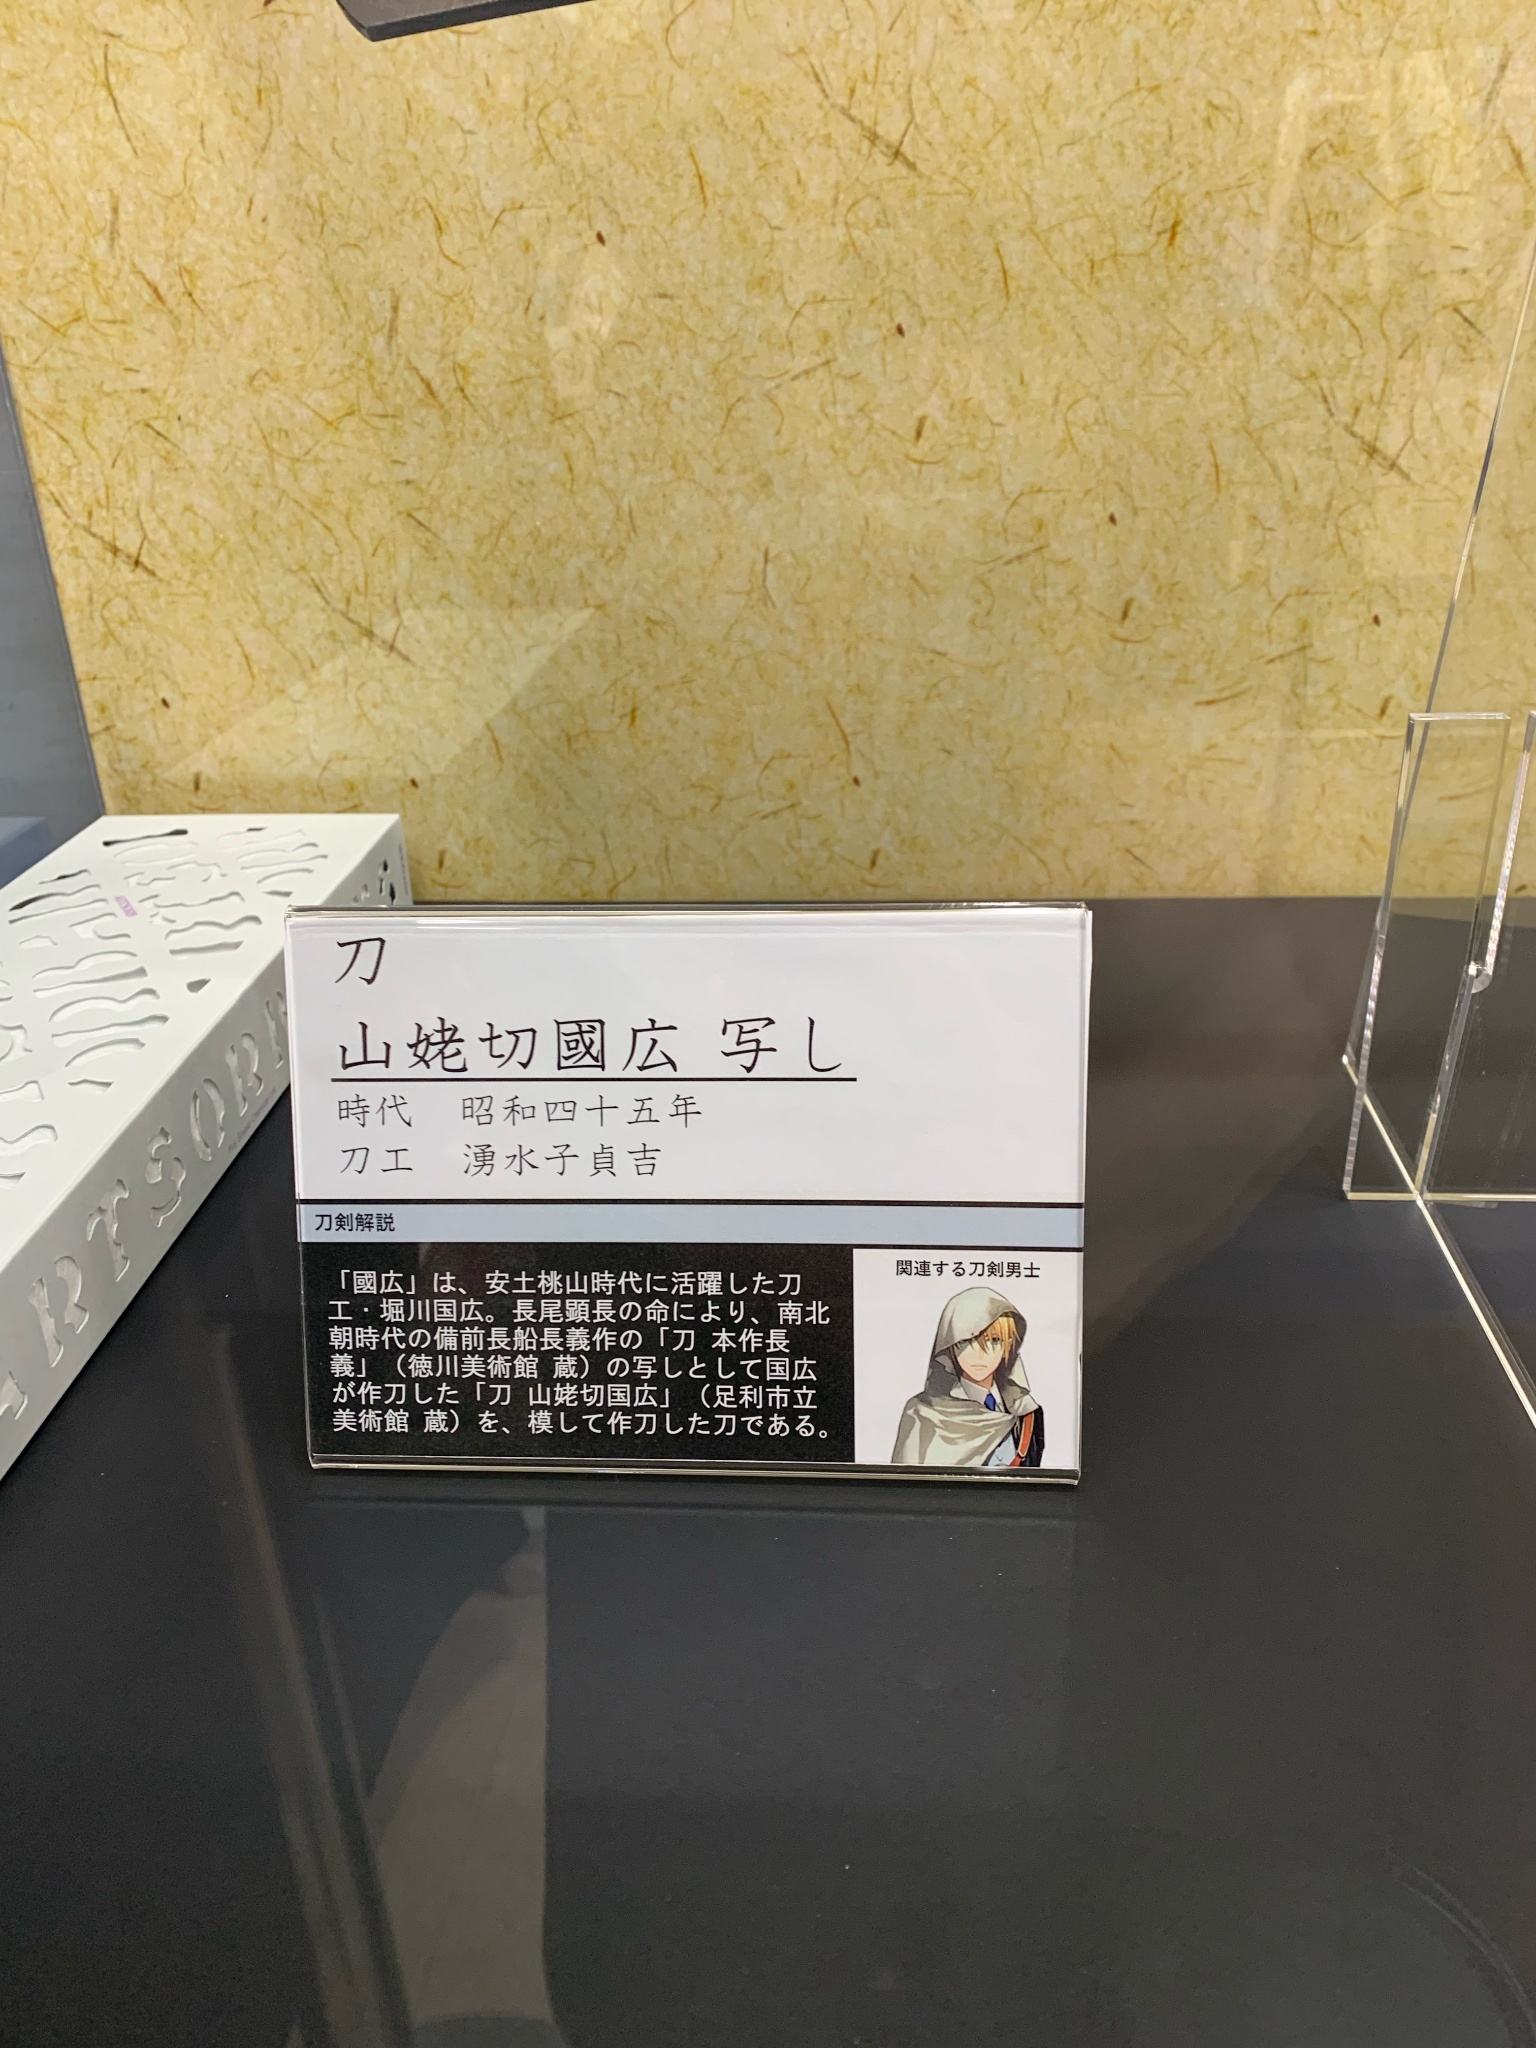 刀
山姥切國広 写し
時代　昭和四十五年
刀工　湧水子貞吉
刀剣解説
「國広」は、安土桃山時代に活躍した刀
工・堀川国広。長尾顕長の命により、南北
朝時代の備前長船長義作の「刀 本作長
義」（徳川美術館 蔵）の写しとして国広
が作刀した「刀 山姥切国広」（足利市立
美術館 蔵）を、模して作刀した刀である。
関連する刀剣男士